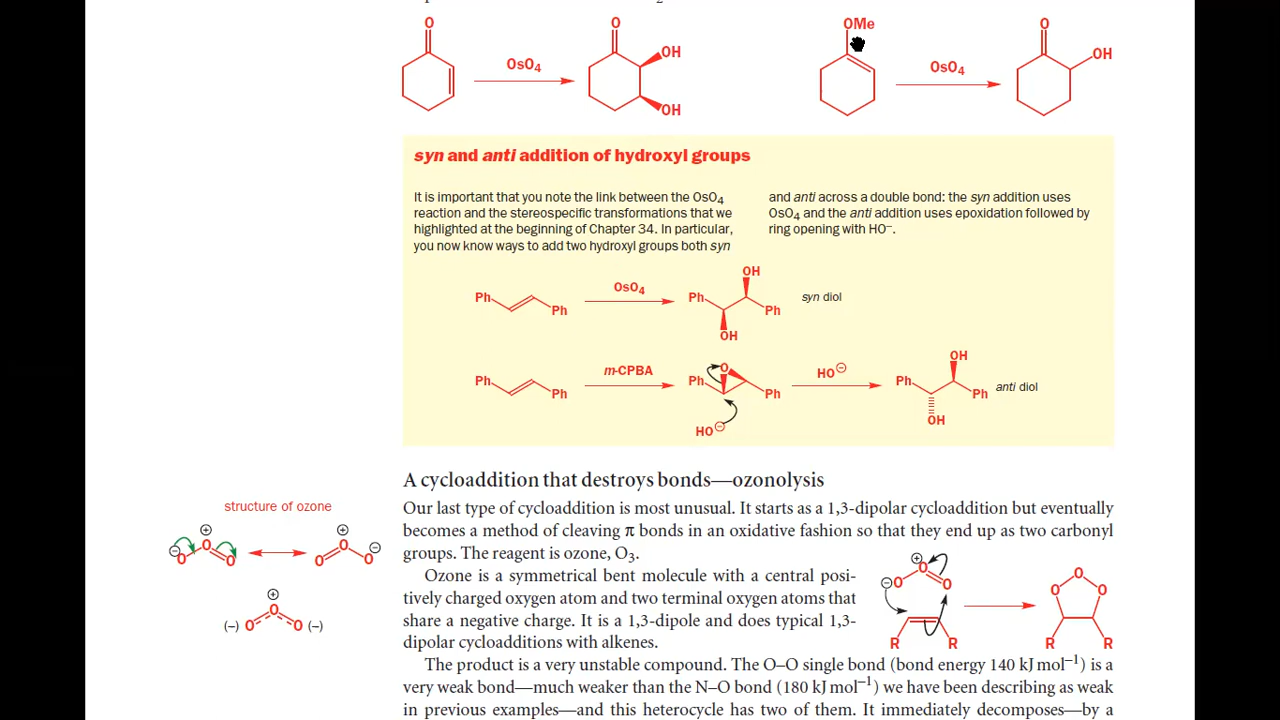 O O OMe O
OH OH
OsO4 OsO4
OH
syn and anti addition of hydroxyl groups
It is important that you note the link between the OsO4
reaction and the stereospecific transformations that we
highlighted at the beginning of Chapter 34. In particular,
you now know ways to add two hydroxyl groups both syn
and anti across a double bond: the syn addition uses
OsO4 and the anti addition uses epoxidation followed by
ring opening with HO–.
OH
Ph OsO4 Ph syn diol
Ph Ph
OH
OH
Ph m-CPBA Ph O HO⊖ Ph anti diol
Ph Ph Ph
HO⊖ OH
A cycloaddition that destroys bonds—ozonolysis
structure of ozone
Our last type of cycloaddition is most unusual. It starts as a 1,3-dipolar cycloaddition but eventually
becomes a method of cleaving π bonds in an oxidative fashion so that they end up as two carbonyl
groups. The reagent is ozone, O3.
⊕ ⊕
⊖ O O ⊖
O O O O
⊕
O
(–) O O (–)
Ozone is a symmetrical bent molecule with a central posi-
tively charged oxygen atom and two terminal oxygen atoms that
share a negative charge. It is a 1,3-dipole and does typical 1,3-
dipolar cycloadditions with alkenes.
⊕ O O
⊖O O O O
R R R R
The product is a very unstable compound. The O–O single bond (bond energy 140 kJ mol–1) is a
very weak bond—much weaker than the N–O bond (180 kJ mol–1) we have been describing as weak
in previous examples—and this heterocycle has two of them. It immediately decomposes—by a